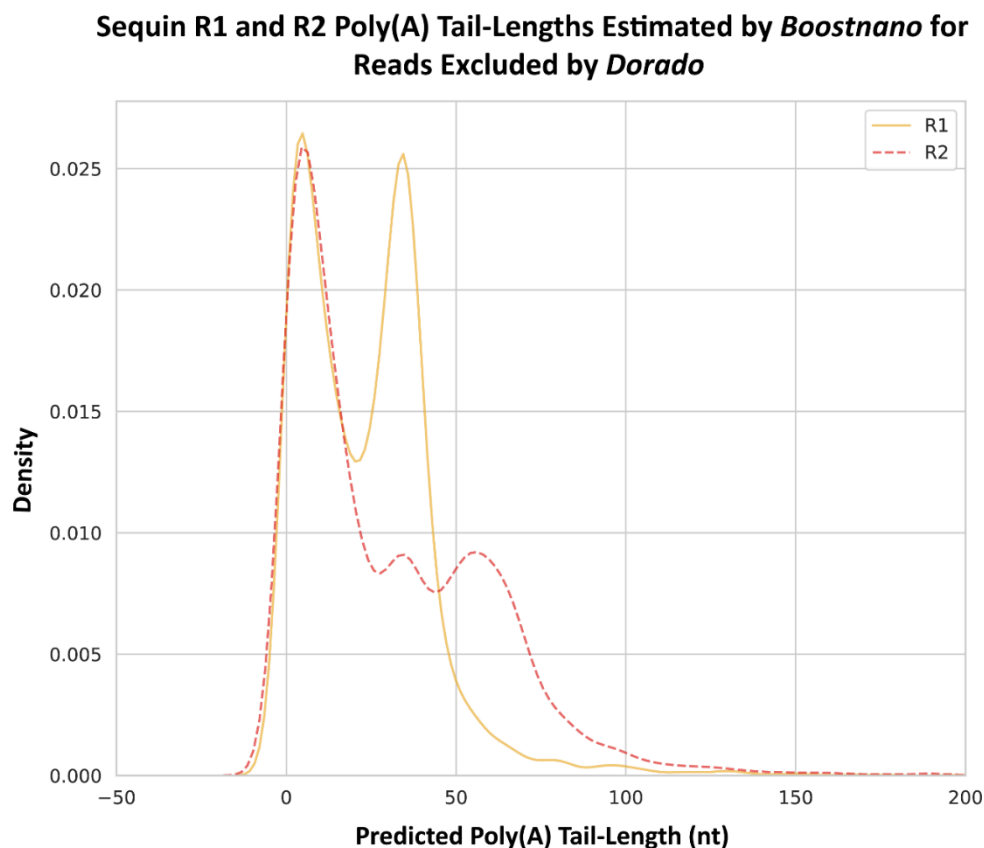 Sequin R1 and R2 Poly(A) Tail-Lengths Estimated by Boostnano for
Reads Excluded by Dorado
R1
R2
0.025
0.020
0.015
0.010
0.005
0.000
Density
−50
0
50
100
150
200
Predicted Poly(A) Tail-Length (nt)